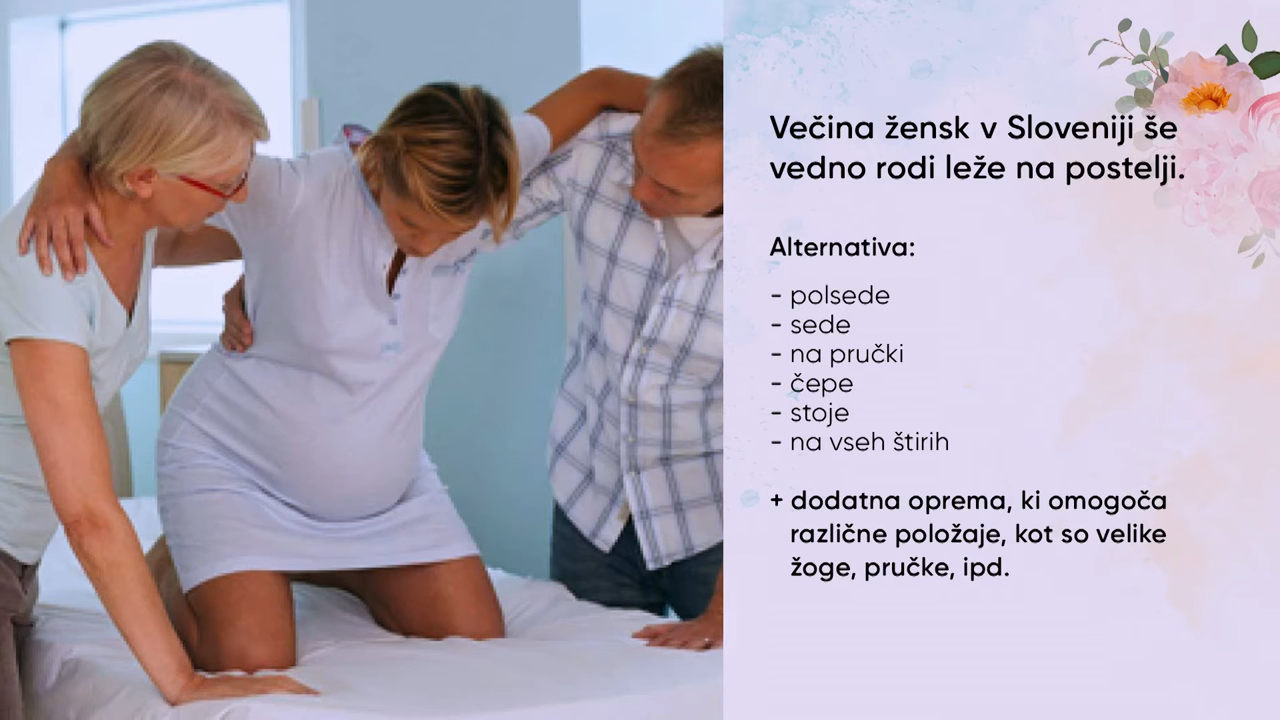 Večina žensk v Sloveniji še
vedno rodi leže na postelji.
Alternativa:
- polsede
- sede
- na pručki
- čepe
- stoje
- na vseh štirih
+ dodatna oprema, ki omogoča
različne položaje, kot so velike
žoge, pručke, ipd.